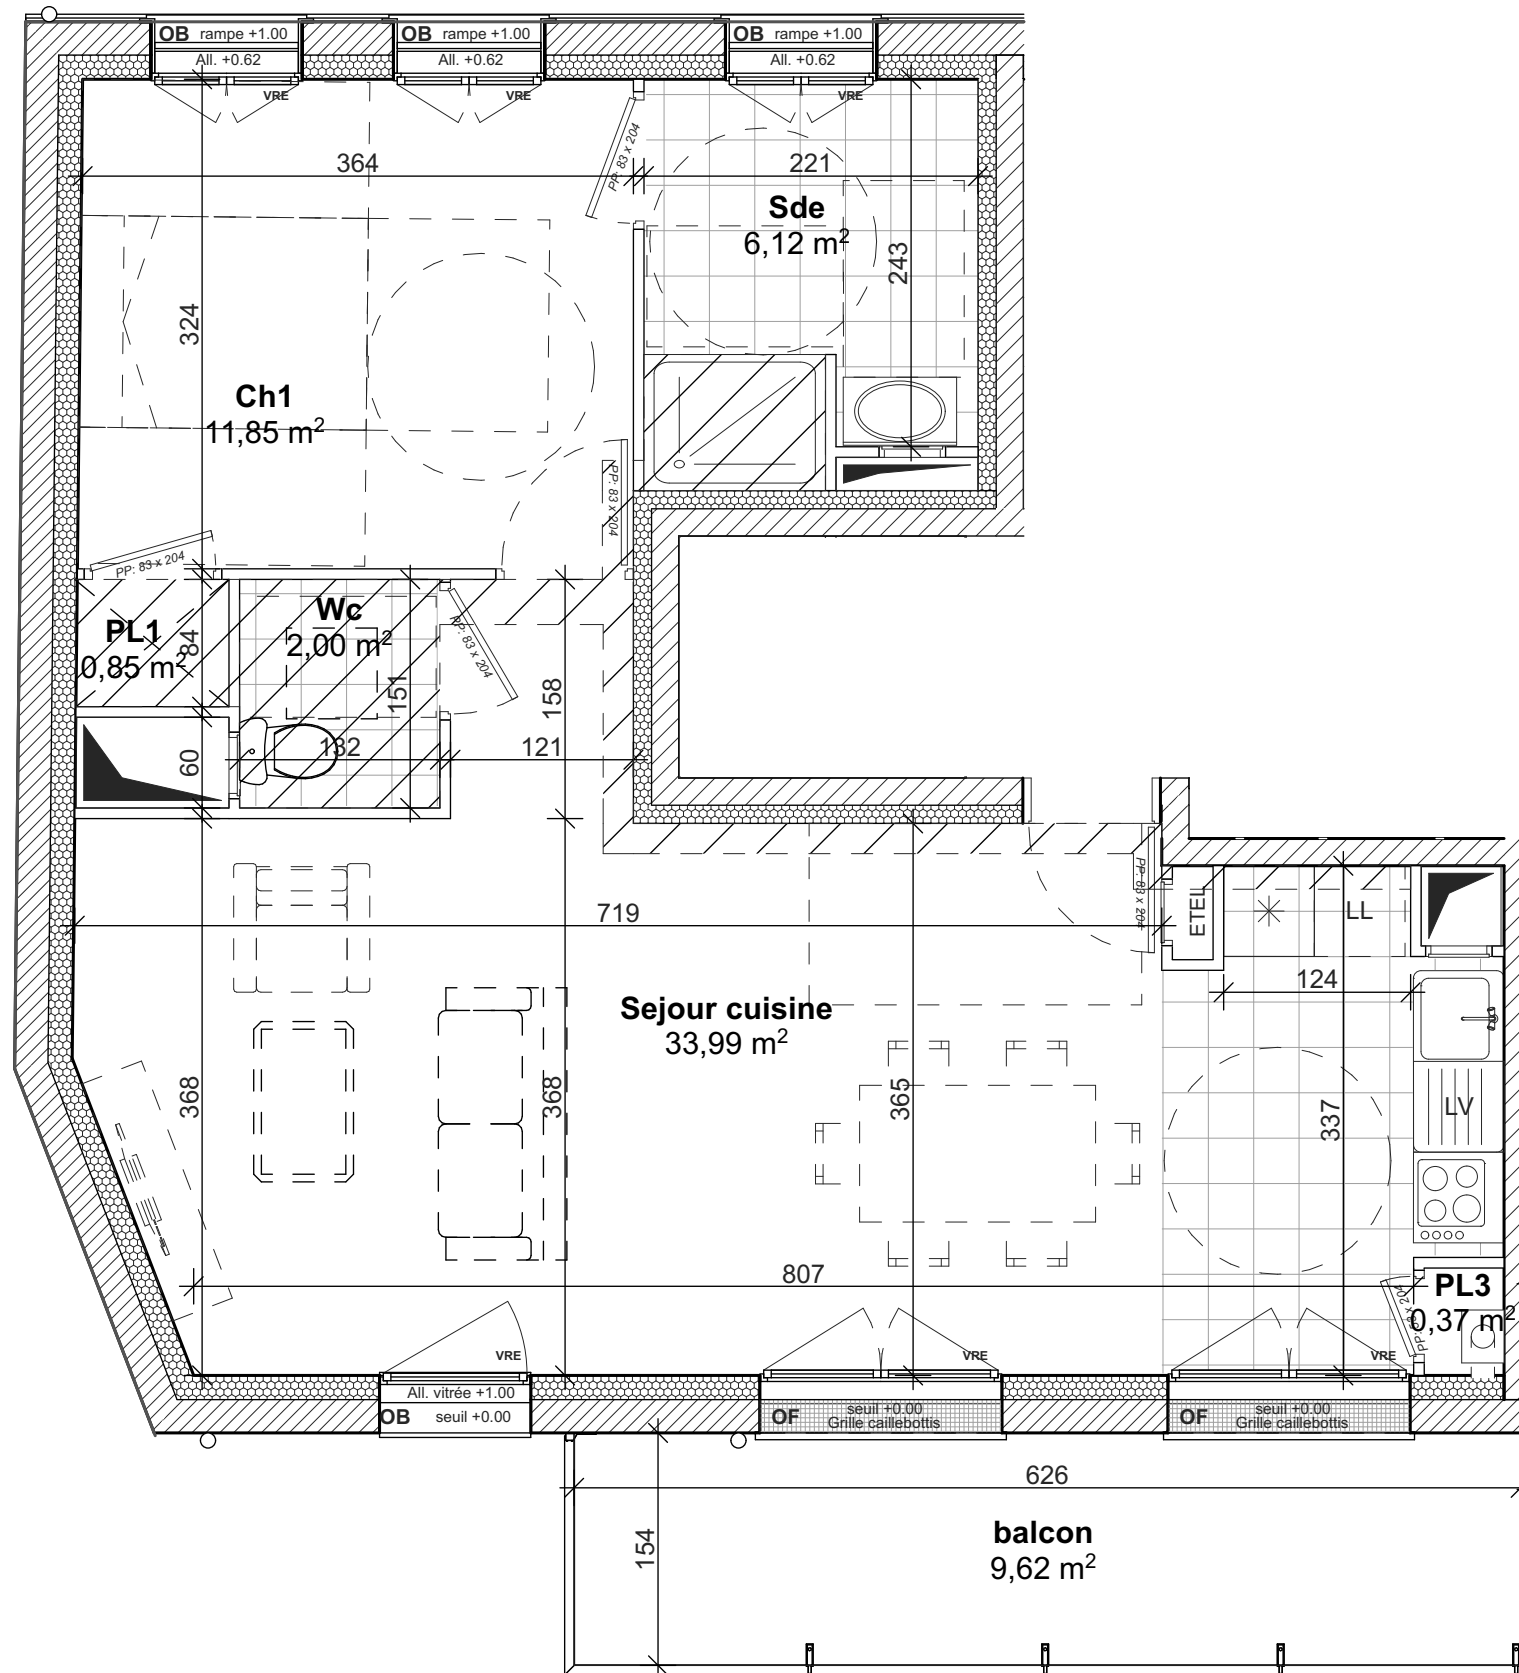 OB rampe +1.00
All. +0.62
VRE
OB rampe +1.00
All. +0.62
VRE
OB rampe +1.00
All. +0.62
VRE
364
PP: 83 x 204
221
Sde
6,12 m²
243
324
Ch1
11,85 m²
PP: 83 x 204
PP: 83 x 204
PL1
0,85 m²
84
Wc
2,00 m²
151
PP: 83 x 204
158
60
132
121
719
PP: 83 x 204
ETEL
LL
124
Sejour cuisine
33,99 m²
368
368
365
337
LV
807
PL3
0,37 m²
PP: 63 x 204
VRE
VRE
VRE
All. vitrée +1.00
OB seuil +0.00
OF seuil +0.00
Grille caillebottis
OF seuil +0.00
Grille caillebottis
626
154
balcon
9,62 m²